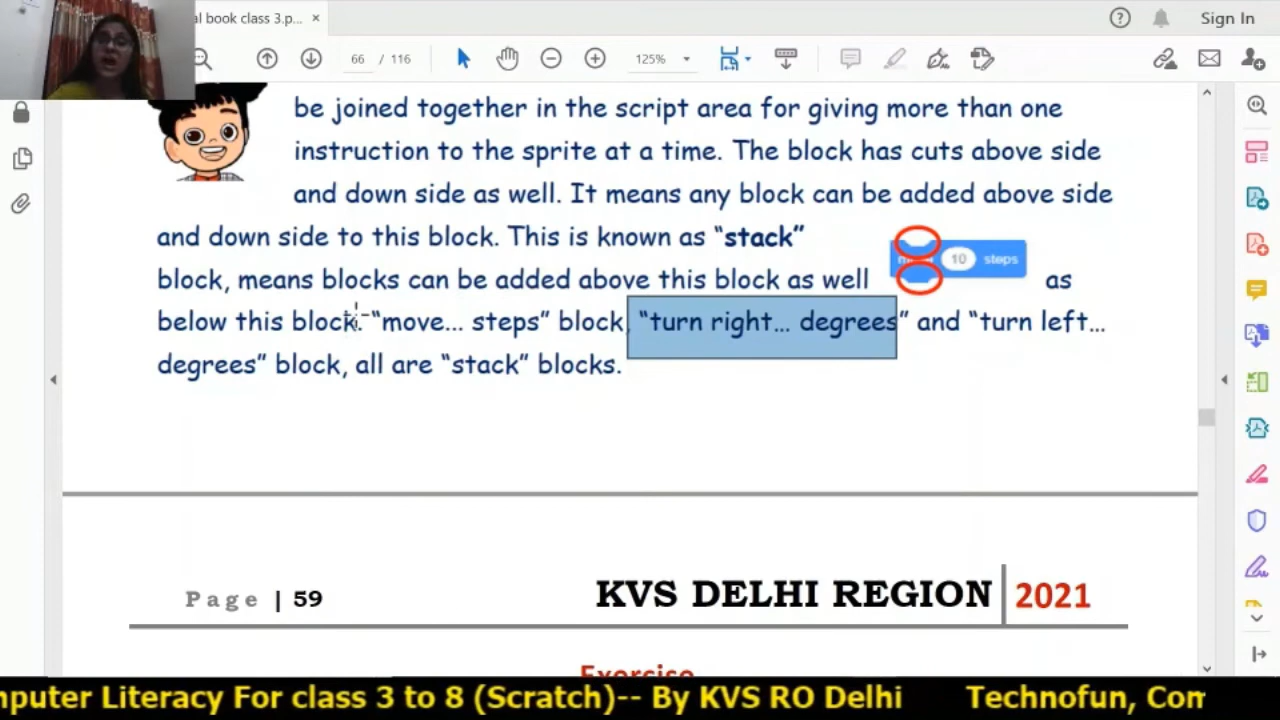 al book class 3.p... ×
Sign In
66 / 116
125%
be joined together in the script area for giving more than one
instruction to the sprite at a time. The block has cuts above side
and down side as well. It means any block can be added above side
and down side to this block. This is known as “stack”
10 steps
block, means blocks can be added above this block as well as
below this block. “move... steps” block, “turn right... degrees” and “turn left...
degrees” block, all are “stack” blocks.
Page | 59
KVS DELHI REGION 2021
Exercise
mputer Literacy For class 3 to 8 (Scratch)-- By KVS RO Delhi Technofun, Com